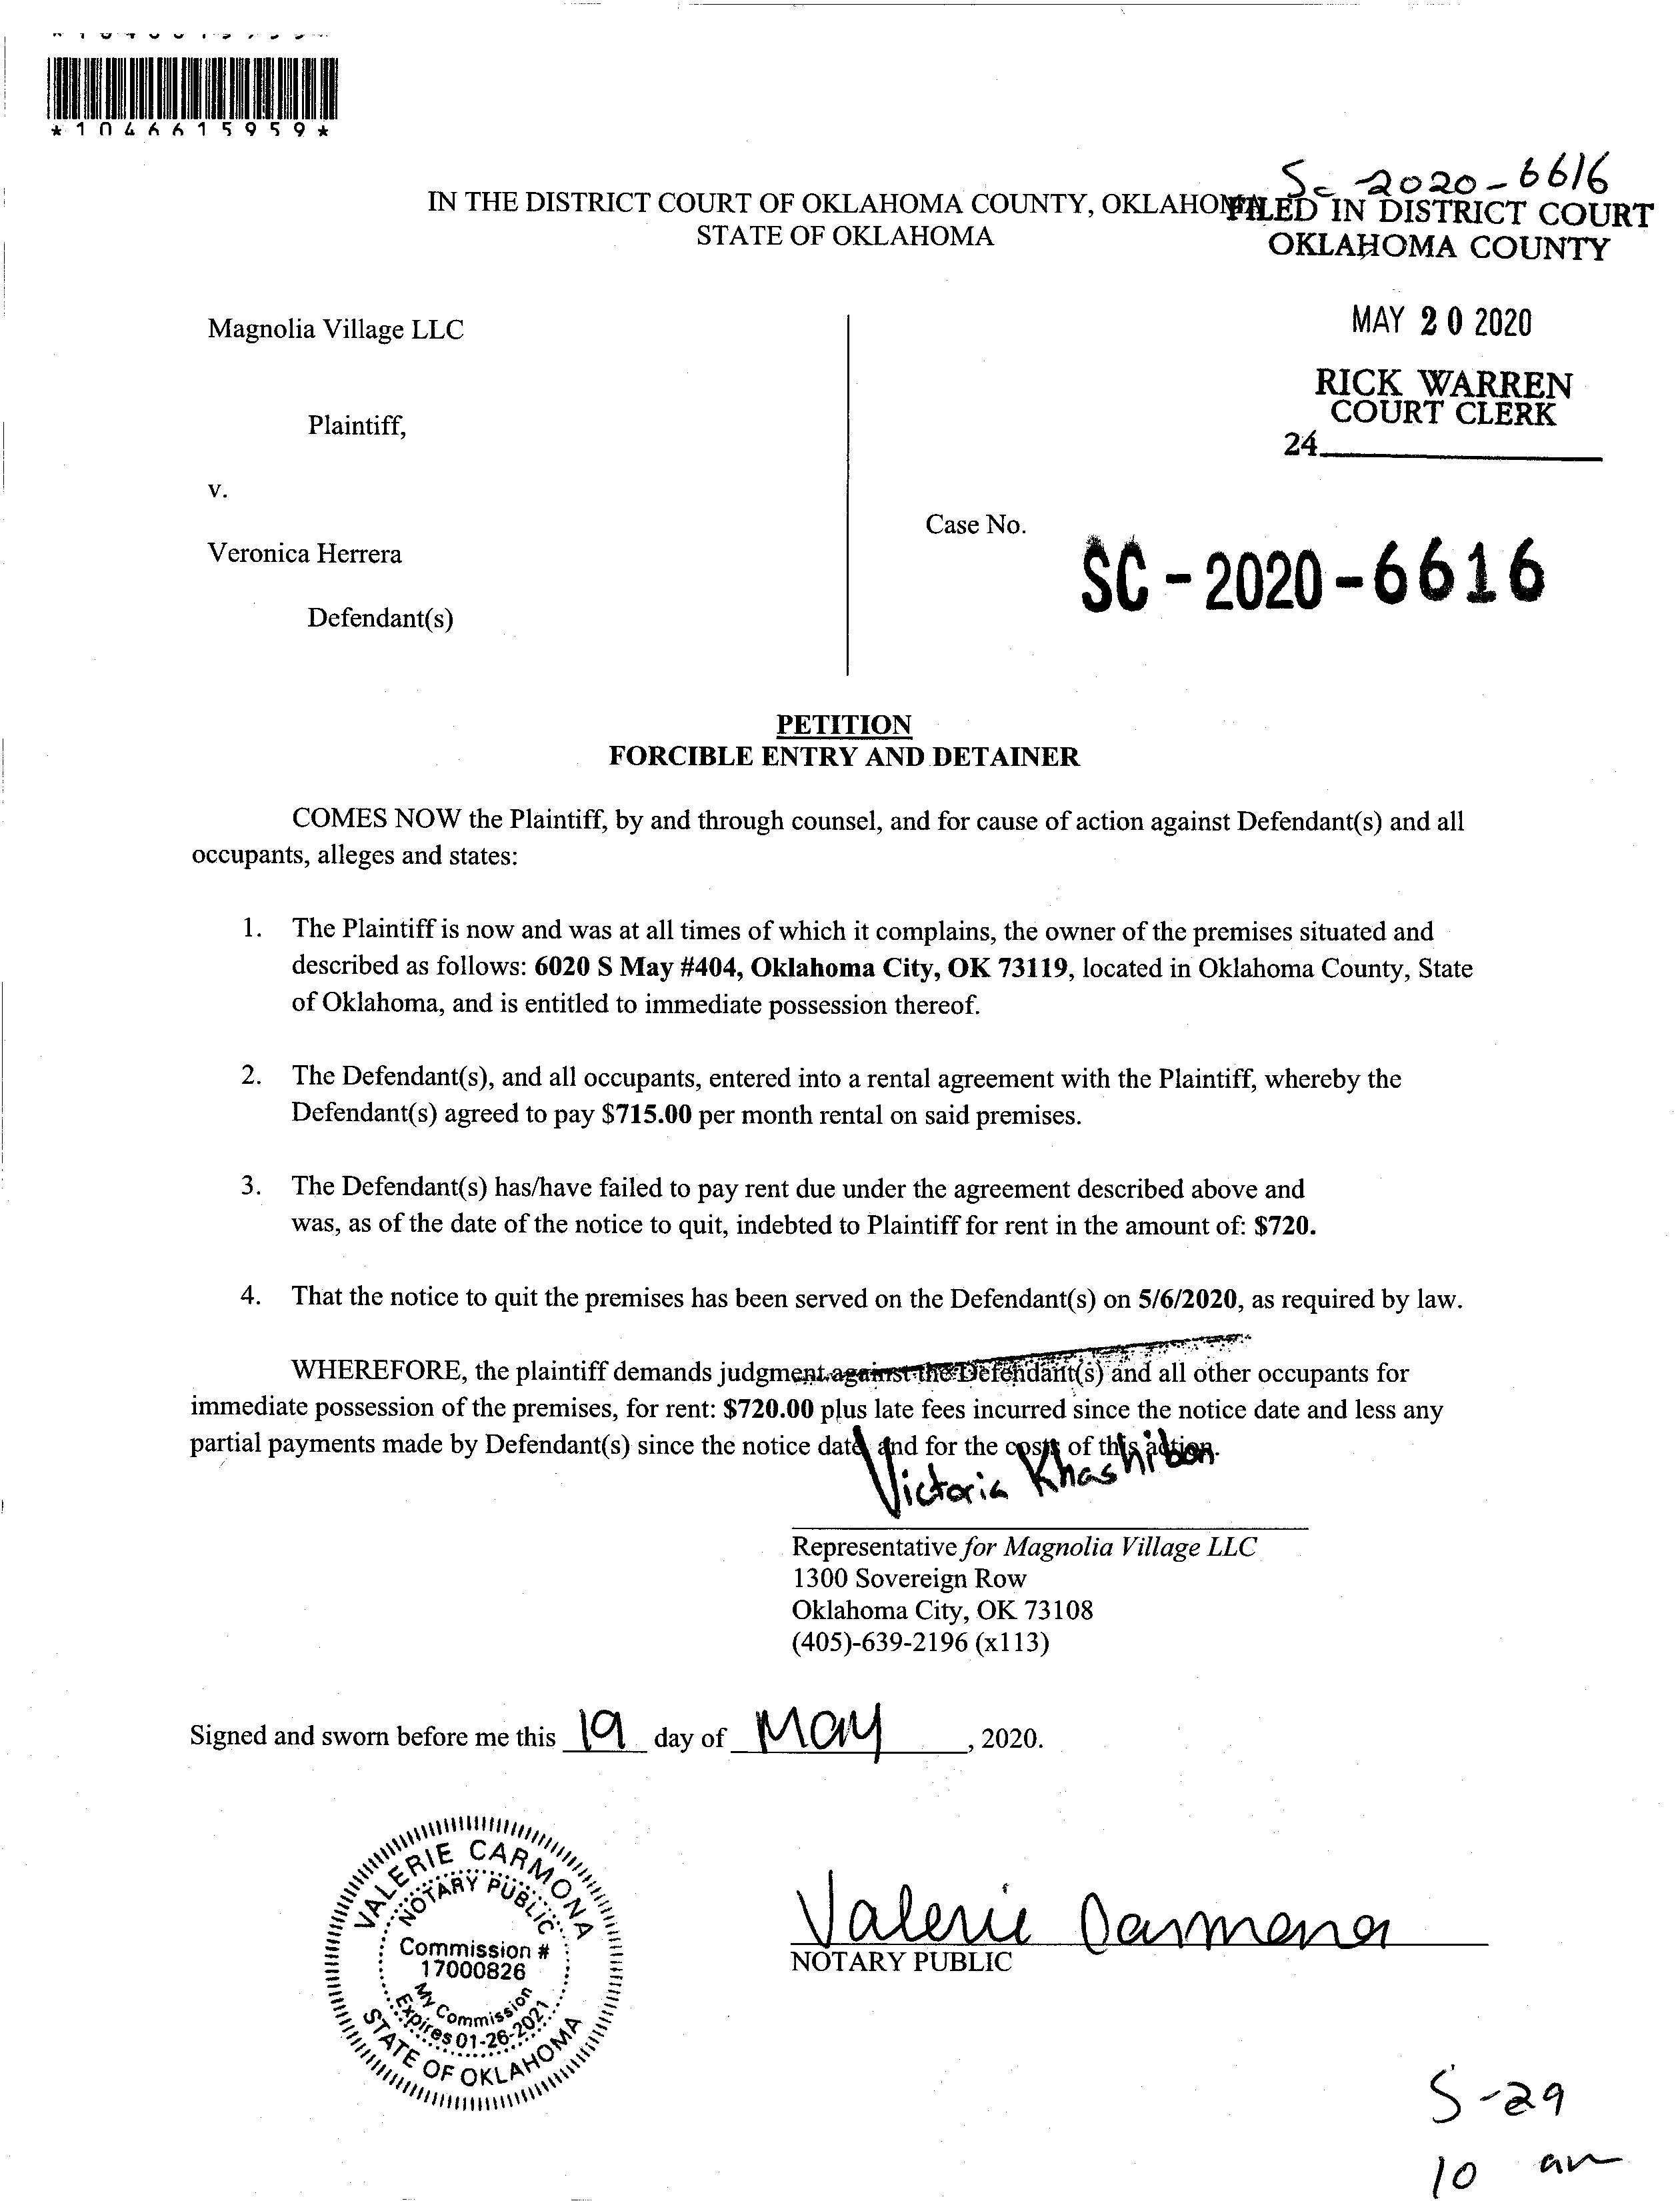 *1046615959*
SC-2020-6616
IN THE DISTRICT COURT OF OKLAHOMA COUNTY, OKLAHOMA
STATE OF OKLAHOMA
FILED IN DISTRICT COURT
OKLAHOMA COUNTY
MAY 20 2020
RICK WARREN
COURT CLERK
24
Magnolia Village LLC
Plaintiff,
v.
Veronica Herrera
Defendant(s)
Case No.
SC-2020-6616
PETITION
FORCIBLE ENTRY AND DETAINER
COMES NOW the Plaintiff, by and through counsel, and for cause of action against Defendant(s) and all
occupants, alleges and states:
1. The Plaintiff is now and was at all times of which it complains, the owner of the premises situated and
described as follows: 6020 S May #404, Oklahoma City, OK 73119, located in Oklahoma County, State
of Oklahoma, and is entitled to immediate possession thereof.
2. The Defendant(s), and all occupants, entered into a rental agreement with the Plaintiff, whereby the
Defendant(s) agreed to pay $715.00 per month rental on said premises.
3. The Defendant(s) has/have failed to pay rent due under the agreement described above and
was, as of the date of the notice to quit, indebted to Plaintiff for rent in the amount of: $720.
4. That the notice to quit the premises has been served on the Defendant(s) on 5/6/2020, as required by law.
WHEREFORE, the plaintiff demands judgment against the Defendant(s) and all other occupants for
immediate possession of the premises, for rent: $720.00 plus late fees incurred since the notice date and less any
partial payments made by Defendant(s) since the notice date, and for the costs of this action.
Victoria Khashibon
Representative for Magnolia Village LLC
1300 Sovereign Row
Oklahoma City, OK 73108
(405)-639-2196 (x113)
Signed and sworn before me this 19 day of May, 2020.
VALERIE CARMONA
NOTARY PUBLIC
Commission #
17000826
My Commission
Expires 01-26-2021
STATE OF OKLAHOMA
Valerie Carmona
NOTARY PUBLIC
5-29
10 am